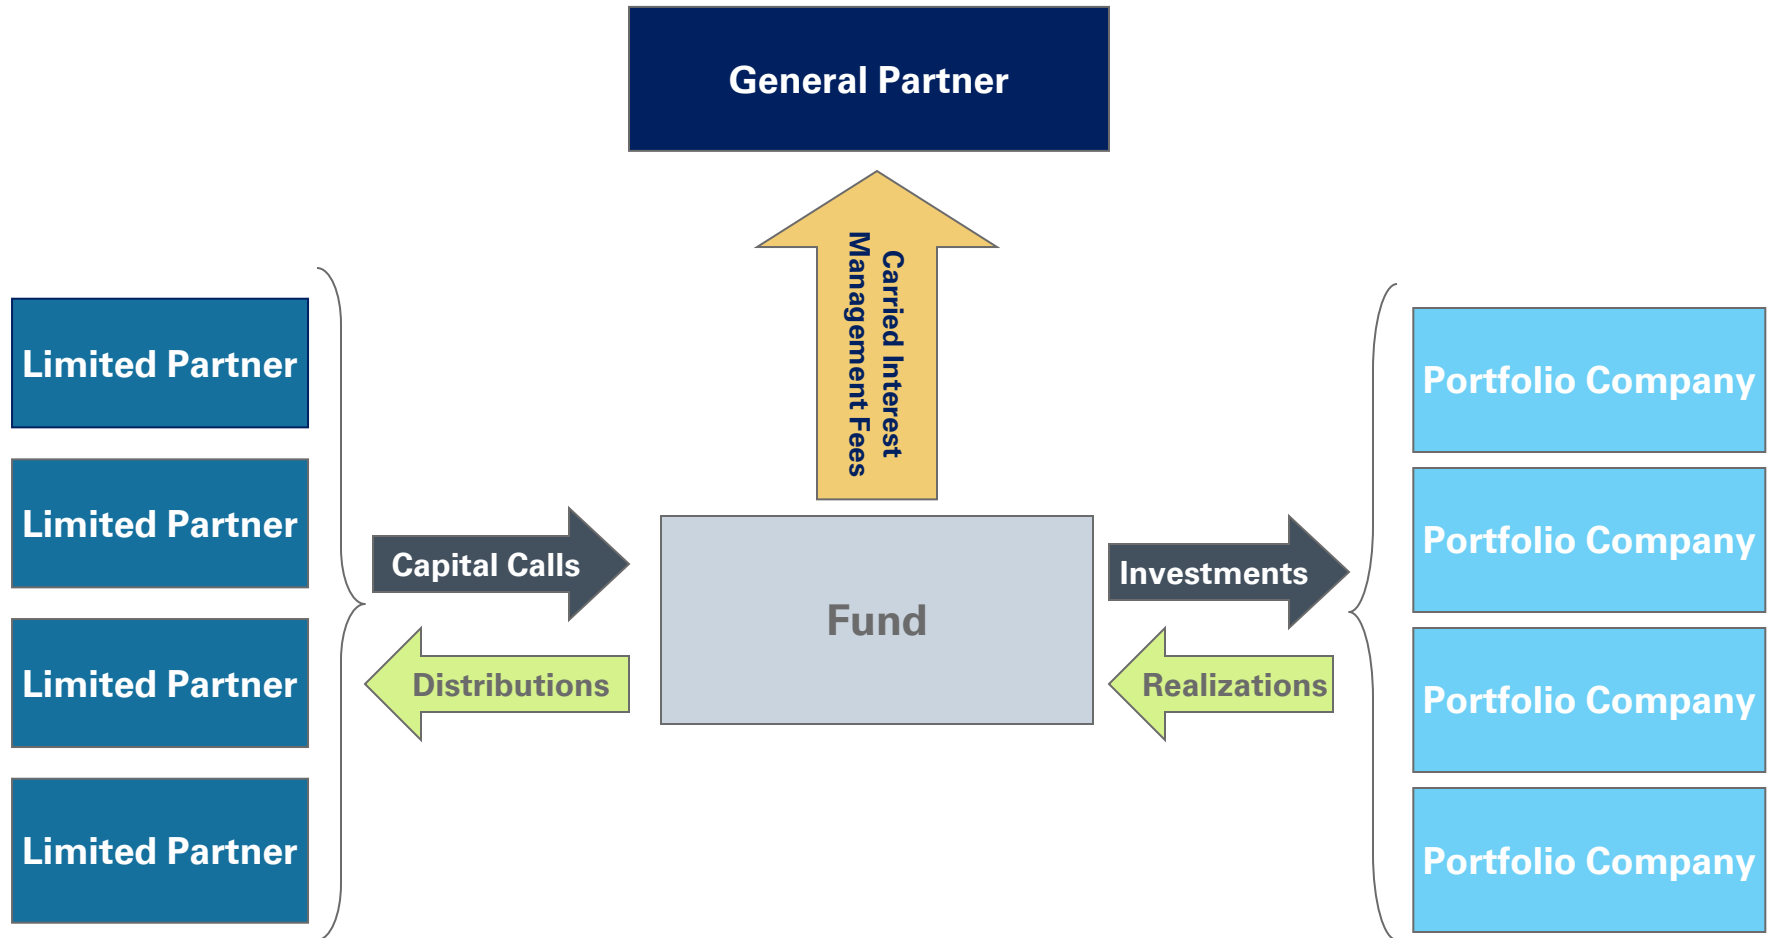 General Partner
Carried Interest
Management Fees
Limited Partner
Limited Partner
Limited Partner
Limited Partner
Capital Calls
Distributions
Fund
Investments
Realizations
Portfolio Company
Portfolio Company
Portfolio Company
Portfolio Company